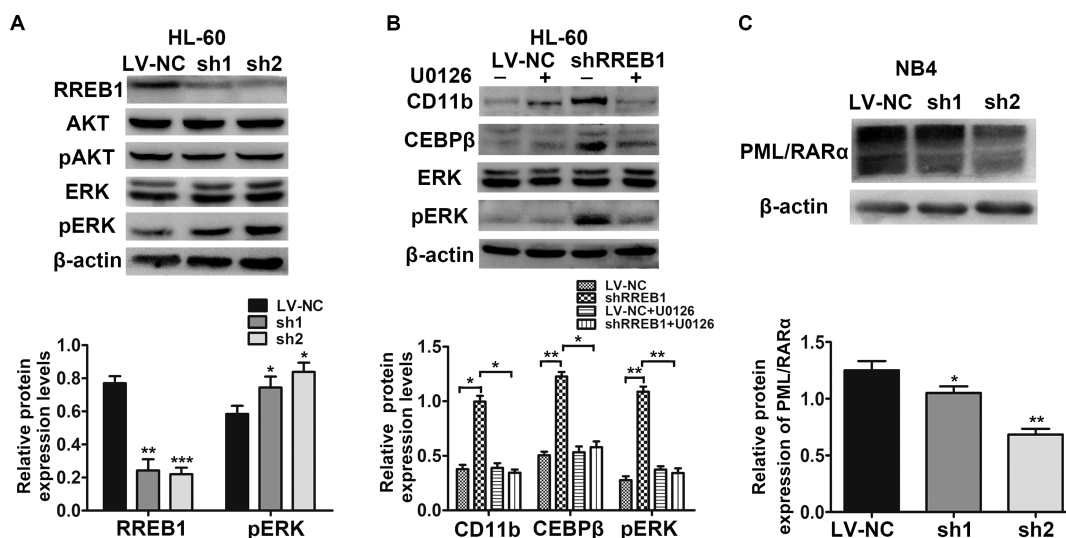 A
HL-60
LV-NC sh1 sh2
RREB1
AKT
pAKT
ERK
pERK
β-actin
LV-NC
sh1
sh2
Relative protein
expression levels
1.0
0.8
0.6
0.4
0.2
0.0
**
***
*
*
RREB1 pERK
B
HL-60
LV-NC shRREB1
U0126 – + – +
CD11b
CEBPβ
ERK
pERK
β-actin
LV-NC
shRREB1
LV-NC+U0126
shRREB1+U0126
Relative protein
expression levels
1.5
1.0
0.5
0.0
* *
** *
** **
CD11b CEBPβ pERK
C
NB4
LV-NC sh1 sh2
PML/RARα
β-actin
Relative protein
expression of PML/RARα
1.5
1.0
0.5
0.0
*
**
LV-NC sh1 sh2